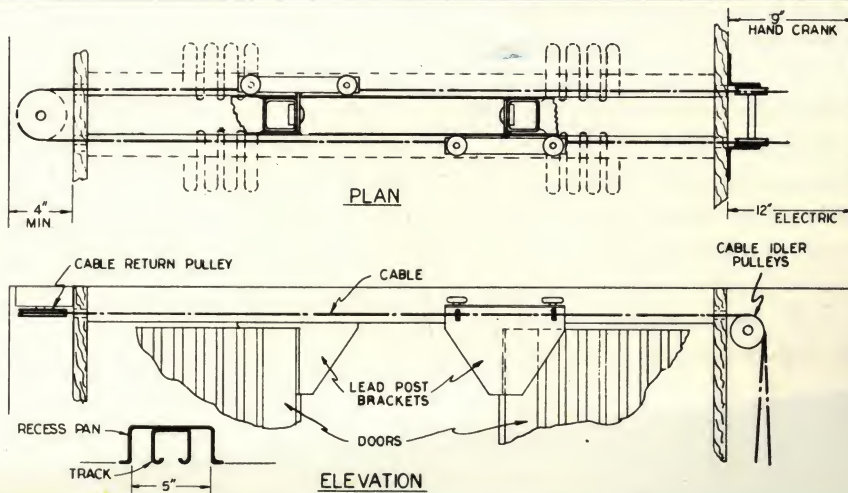 9"
HAND CRANK
PLAN
4"
MIN
12"
ELECTRIC
CABLE RETURN PULLEY
CABLE
CABLE IDLER
PULLEYS
LEAD POST
BRACKETS
RECESS PAN
DOORS
TRACK
5"
ELEVATION